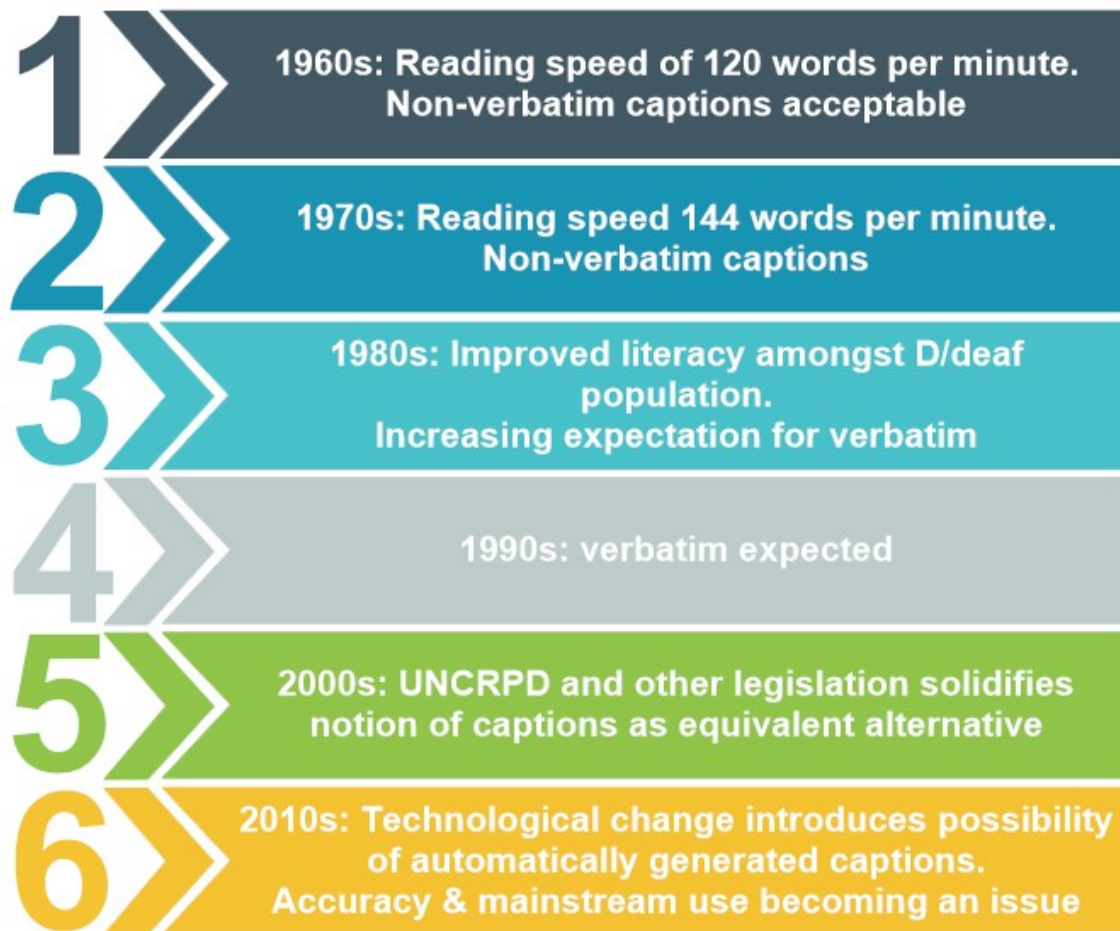 1
1960s: Reading speed of 120 words per minute.
Non-verbatim captions acceptable
2
1970s: Reading speed 144 words per minute.
Non-verbatim captions
3
1980s: Improved literacy amongst D/deaf
population.
Increasing expectation for verbatim
4
1990s: verbatim expected
5
2000s: UNCRPD and other legislation solidifies
notion of captions as equivalent alternative
6
2010s: Technological change introduces possibility
of automatically generated captions.
Accuracy & mainstream use becoming an issue